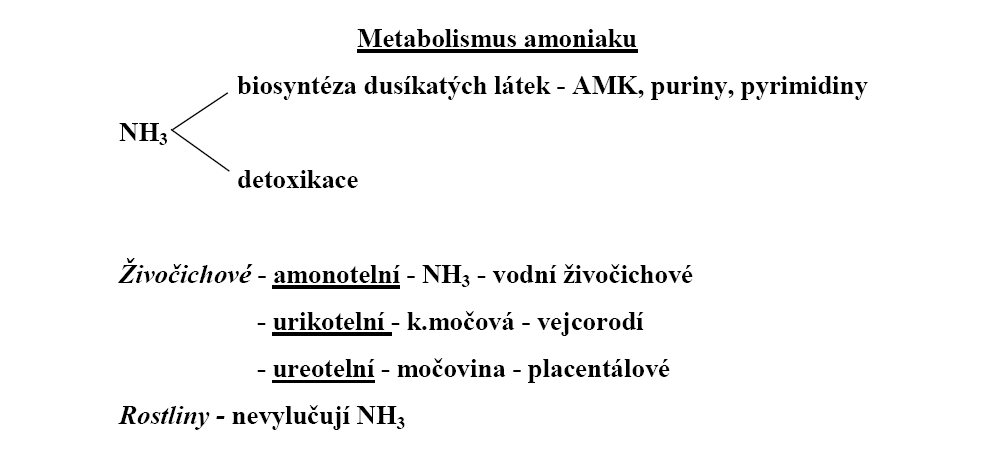 Metabolismus amoniaku
biosyntéza dusíkatých látek - AMK, puriny, pyrimidiny
NH₃
detoxikace
Živočichové - amonotelní - NH₃ - vodní živočichové
- urikotelní - k.močová - vejcorodí
- ureotelní - močovina - placentálové
Rostliny - nevylučují NH₃